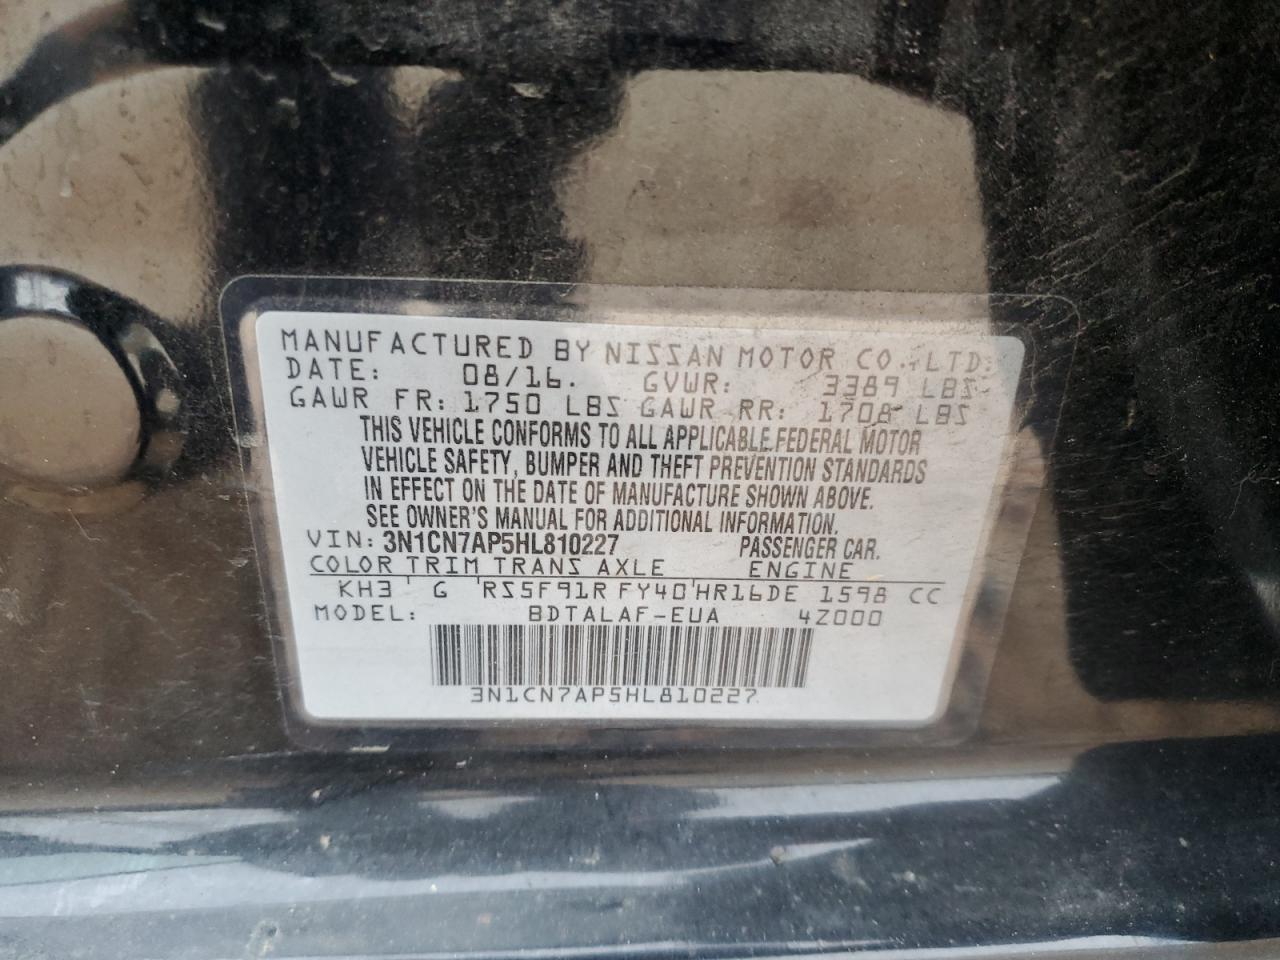 MANUFACTURED BY NISSAN MOTOR CO.,LTD.
DATE: 08/16. GVWR: 3389 LBS
GAWR FR: 1750 LBS GAWR RR: 1708 LBS
THIS VEHICLE CONFORMS TO ALL APPLICABLE FEDERAL MOTOR
VEHICLE SAFETY, BUMPER AND THEFT PREVENTION STANDARDS
IN EFFECT ON THE DATE OF MANUFACTURE SHOWN ABOVE.
SEE OWNER'S MANUAL FOR ADDITIONAL INFORMATION.
VIN: 3N1CN7AP5HL810227 PASSENGER CAR.
COLOR TRIM TRANS AXLE ENGINE
KH3 ' G ' RS5F91R FY40 ' HR16DE 1598 CC
MODEL: BDTALAF-EUA 4Z000
3N1CN7AP5HL810227